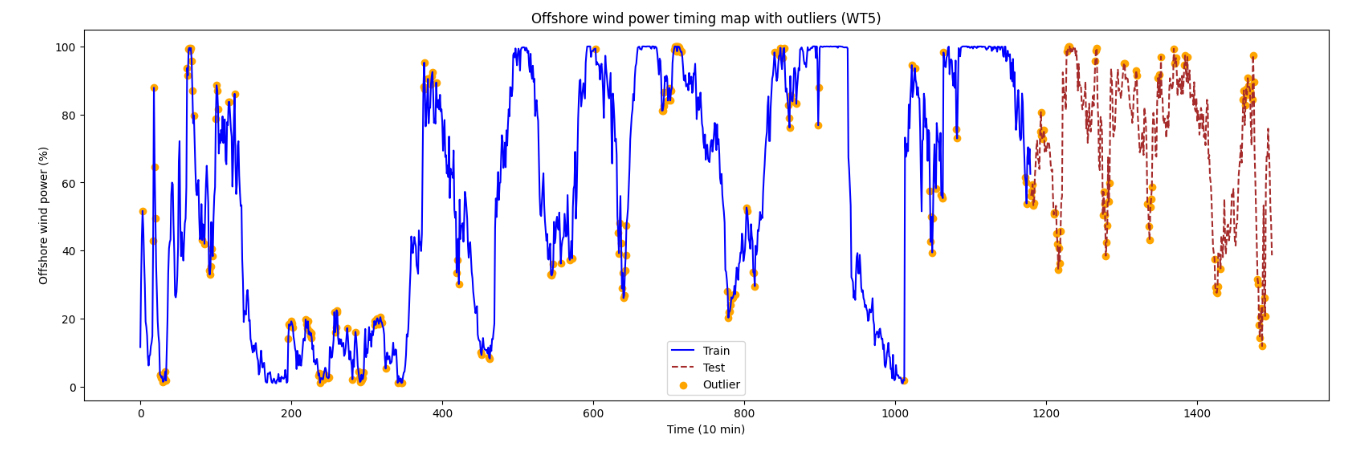 Offshore wind power timing map with outliers (WT5)
Offshore wind power (%)
100
80
60
40
20
0
Train
Test
Outlier
0 200 400 600 800 1000 1200 1400
Time (10 min)